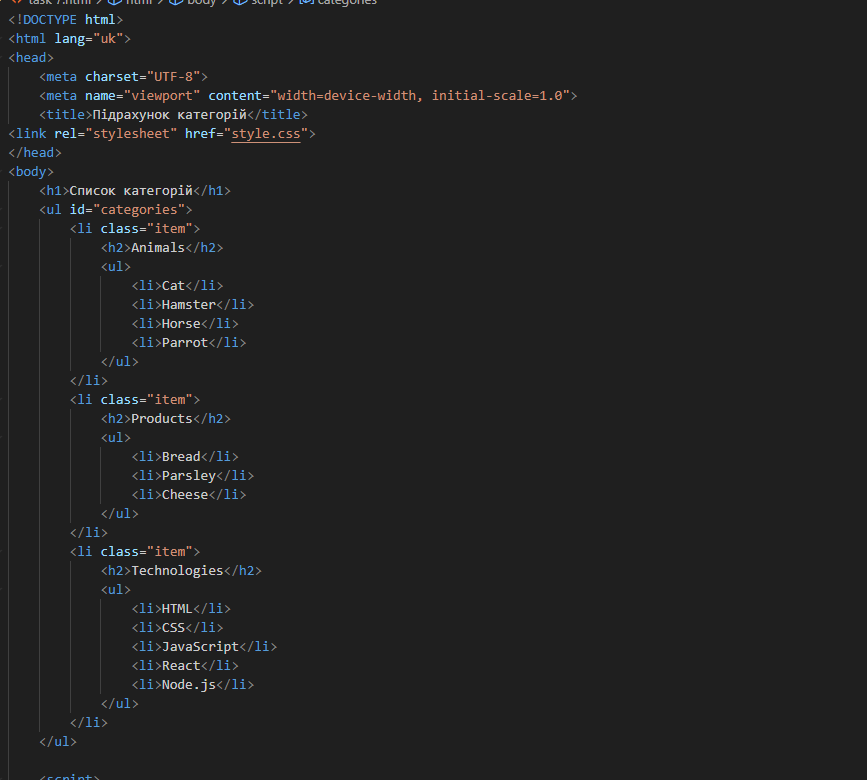 task 7.html > html > body > script > categories
<!DOCTYPE html>
<html lang="uk">
<head>
    <meta charset="UTF-8">
    <meta name="viewport" content="width=device-width, initial-scale=1.0">
    <title>Підрахунок категорій</title>
<link rel="stylesheet" href="style.css">
</head>
<body>
    <h1>Список категорій</h1>
    <ul id="categories">
        <li class="item">
            <h2>Animals</h2>
            <ul>
                <li>Cat</li>
                <li>Hamster</li>
                <li>Horse</li>
                <li>Parrot</li>
            </ul>
        </li>
        <li class="item">
            <h2>Products</h2>
            <ul>
                <li>Bread</li>
                <li>Parsley</li>
                <li>Cheese</li>
            </ul>
        </li>
        <li class="item">
            <h2>Technologies</h2>
            <ul>
                <li>HTML</li>
                <li>CSS</li>
                <li>JavaScript</li>
                <li>React</li>
                <li>Node.js</li>
            </ul>
        </li>
    </ul>
    <script>